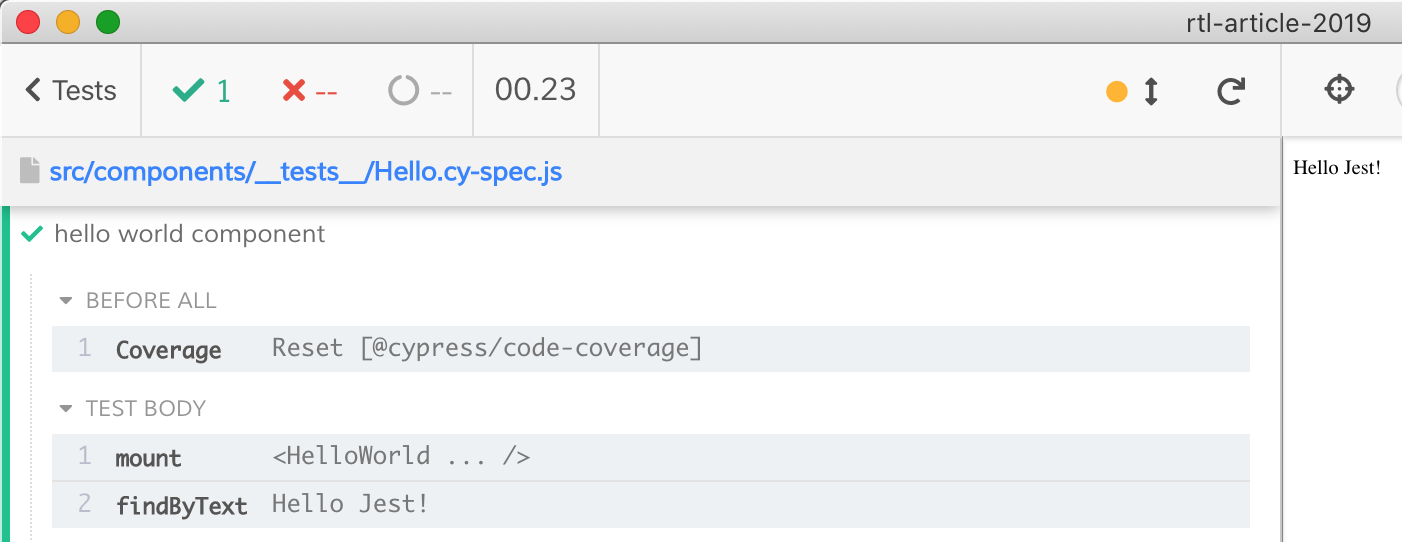 rtl-article-2019
Tests 1 -- -- 00.23
src/components/__tests__/Hello.cy-spec.js
Hello Jest!
hello world component
BEFORE ALL
1 Coverage Reset [@cypress/code-coverage]
TEST BODY
1 mount <HelloWorld ... />
2 findByText Hello Jest!